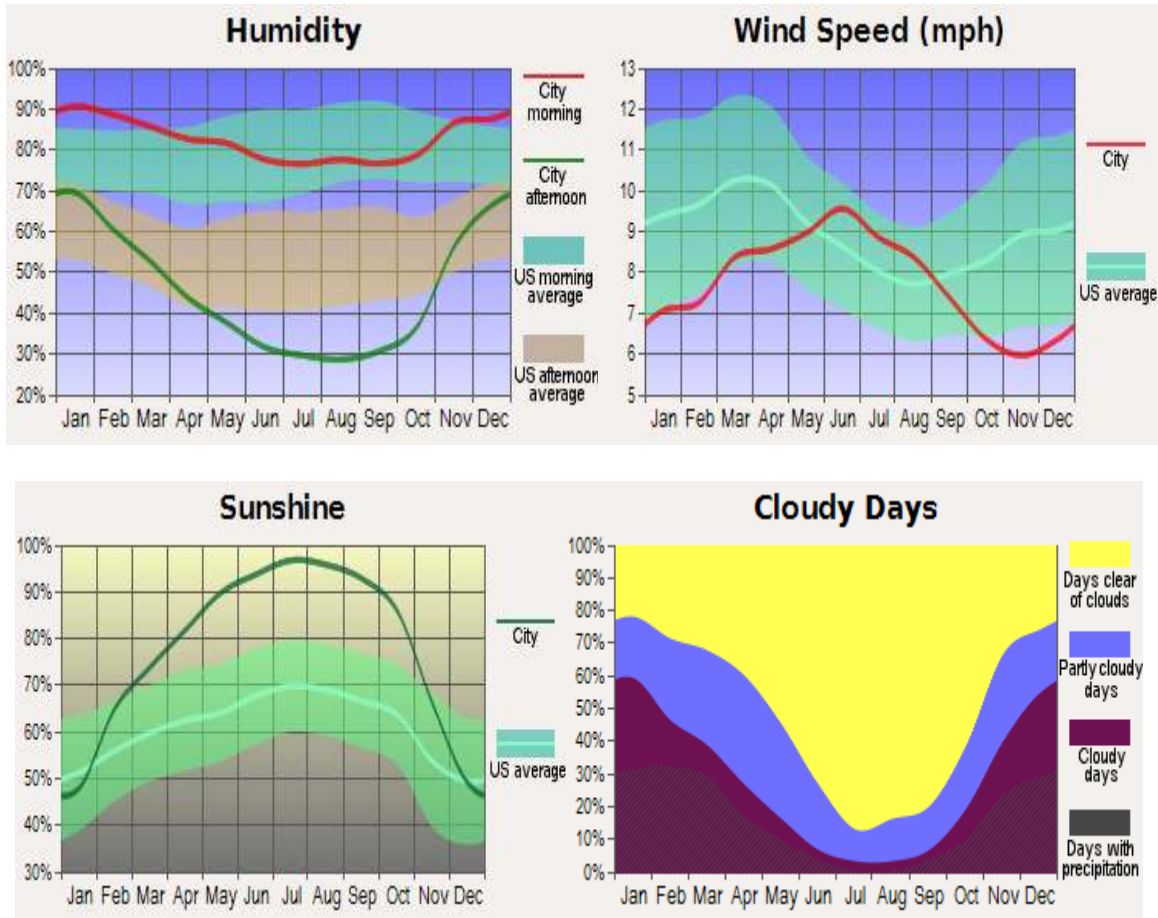 Humidity
100%
90%
80%
70%
60%
50%
40%
30%
20%
Jan Feb Mar Apr May Jun Jul Aug Sep Oct Nov Dec
City
morning
City
afternoon
US morning
average
US afternoon
average
Wind Speed (mph)
13
12
11
10
9
8
7
6
5
Jan Feb Mar Apr May Jun Jul Aug Sep Oct Nov Dec
City
US average
Sunshine
100%
90%
80%
70%
60%
50%
40%
30%
Jan Feb Mar Apr May Jun Jul Aug Sep Oct Nov Dec
City
US average
Cloudy Days
100%
90%
80%
70%
60%
50%
40%
30%
20%
10%
0%
Jan Feb Mar Apr May Jun Jul Aug Sep Oct Nov Dec
Days clear
of clouds
Partly cloudy
days
Cloudy
days
Days with
precipitation